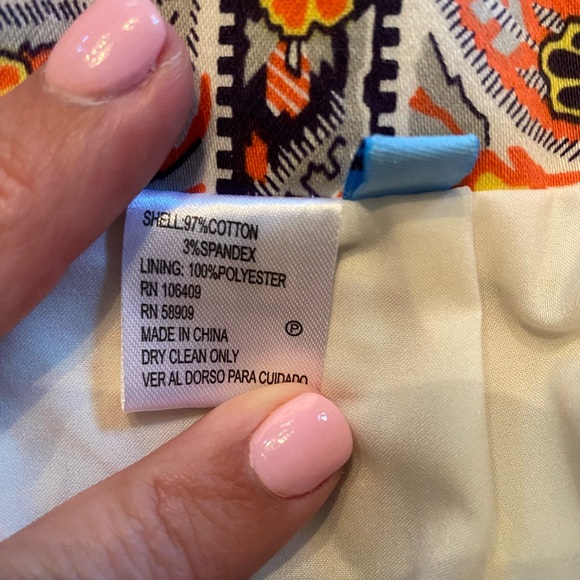 SHELL:97%COTTON
3%SPANDEX
LINING: 100%POLYESTER
RN 106409
RN 58909
MADE IN CHINA
P
DRY CLEAN ONLY
VER AL DORSO PARA CUIDADO